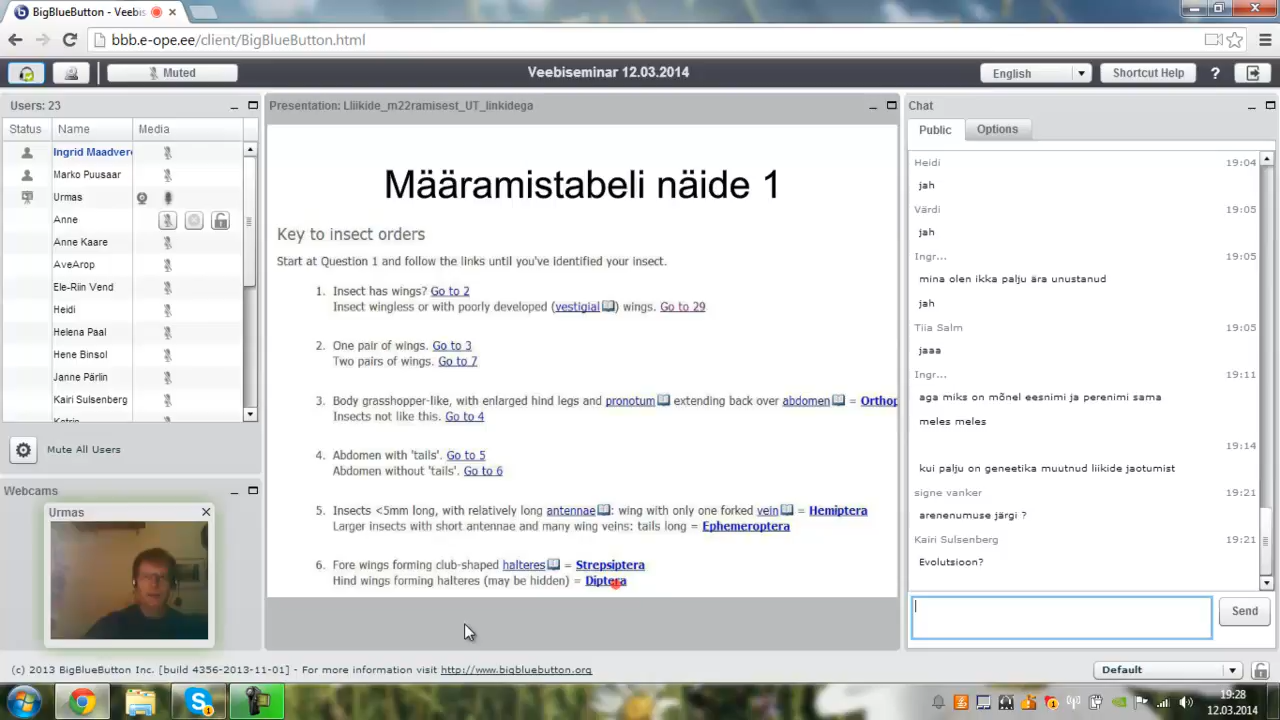 BigBlueButton - Veebis
bbb.e-ope.ee/client/BigBlueButton.html
Muted
Veebiseminar 12.03.2014
English
Shortcut Help
?
Users: 23
Status Name Media
Ingrid Maadver
Marko Puusaar
Urmas
Anne
Anne Kaare
AveArop
Ele-Riin Vend
Heidi
Helena Paal
Hene Binsol
Janne Pärlin
Kairi Sulsenberg
Mute All Users
Webcams
Urmas
Presentation: Lliikide_m22ramisest_UT_linkidega
Määramistabeli näide 1
Key to insect orders
Start at Question 1 and follow the links until you've identified your insect.
1. Insect has wings? Go to 2
Insect wingless or with poorly developed (vestigial) wings. Go to 29
2. One pair of wings. Go to 3
Two pairs of wings. Go to 7
3. Body grasshopper-like, with enlarged hind legs and pronotum extending back over abdomen = Orthop
Insects not like this. Go to 4
4. Abdomen with 'tails'. Go to 5
Abdomen without 'tails'. Go to 6
5. Insects <5mm long, with relatively long antennae: wing with only one forked vein = Hemiptera
Larger insects with short antennae and many wing veins: tails long = Ephemeroptera
6. Fore wings forming club-shaped halteres = Strepsiptera
Hind wings forming halteres (may be hidden) = Diptera
Chat
Public Options
Heidi 19:04
jah
Värdi 19:05
jah
Ingr... 19:05
mina olen ikka palju ära unustanud
jah
Tiia Salm 19:05
jaaa
Ingr... 19:11
aga miks on mõnel eesnimi ja perenimi sama
meles meles
19:14
kui palju on geneetika muutnud liikide jaotumist
signe vanker 19:21
arenenumuse järgi ?
Kairi Sulsenberg 19:21
Evolutsioon?
Send
(c) 2013 BigBlueButton Inc. [build 4356-2013-11-01] - For more information visit http://www.bigbluebutton.org
Default
19:28
12.03.2014